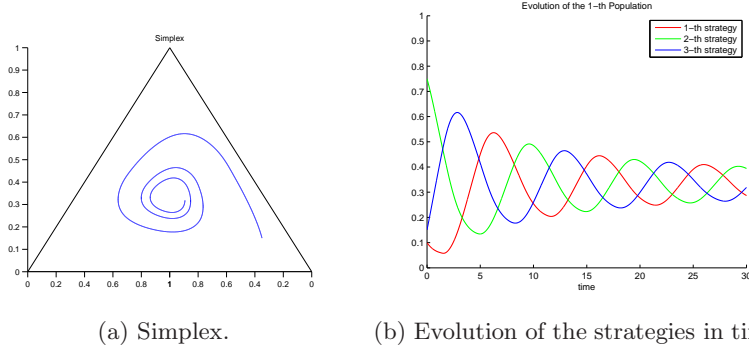 Evolution of the 1−th Population
Simplex
1
0.9
0.8
0.7
0.6
0.5
0.4
0.3
0.2
0.1
0
0 0.2 0.4 0.6 0.8 1 0.8 0.6 0.4 0.2 0
1
0.9
0.8
0.7
0.6
0.5
0.4
0.3
0.2
0.1
0
0 5 10 15 20 25 30
time
1−th strategy
2−th strategy
3−th strategy
(a) Simplex.
(b) Evolution of the strategies in